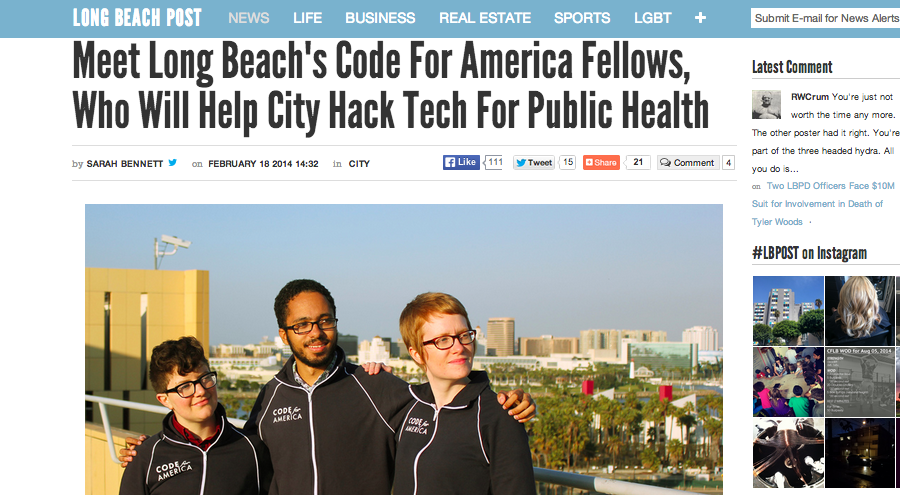 LONG BEACH POST NEWS LIFE BUSINESS REAL ESTATE SPORTS LGBT + Submit E-mail for News Alerts
Meet Long Beach's Code For America Fellows,
Who Will Help City Hack Tech For Public Health
by SARAH BENNETT on FEBRUARY 18 2014 14:32 in CITY
Like 111 Tweet 15 Share 21 Comment 4
CODE for
AMERICA
CODE for
AMERICA
CODE for
AMERICA
Latest Comment
RWCrum You're just not
worth the time any more.
The other poster had it right. You're
part of the three headed hydra. All
you do is...
on Two LBPD Officers Face $10M
Suit for Involvement in Death of
Tyler Woods ·
#LBPOST on Instagram
CFLB WOD for Aug 05, 2014